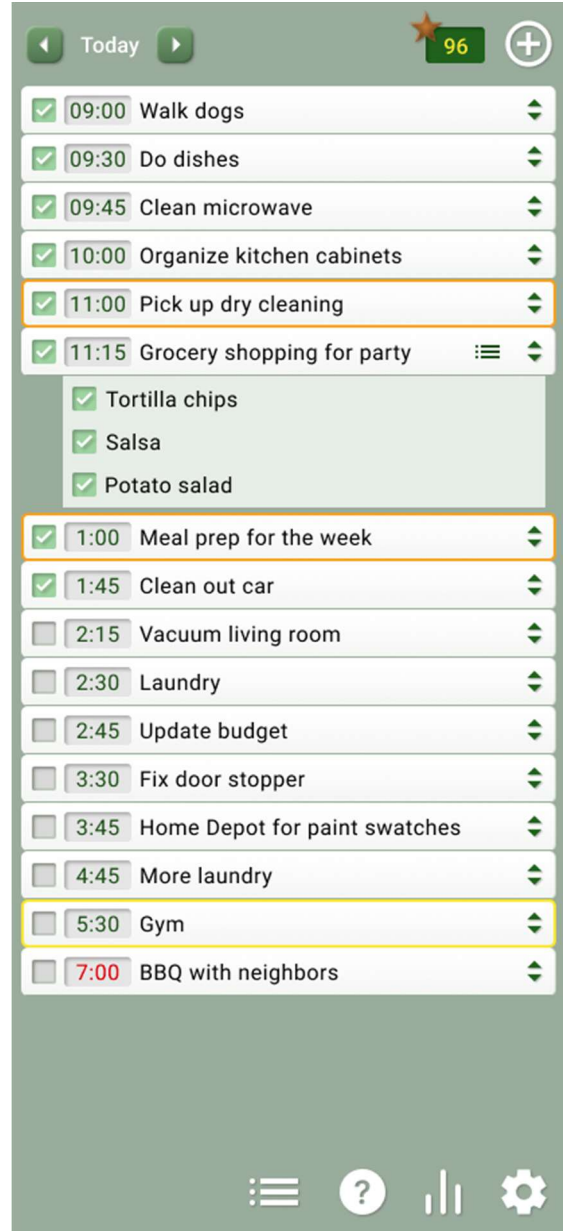 Today
96
09:00 Walk dogs
09:30 Do dishes
09:45 Clean microwave
10:00 Organize kitchen cabinets
11:00 Pick up dry cleaning
11:15 Grocery shopping for party
Tortilla chips
Salsa
Potato salad
1:00 Meal prep for the week
1:45 Clean out car
2:15 Vacuum living room
2:30 Laundry
2:45 Update budget
3:30 Fix door stopper
3:45 Home Depot for paint swatches
4:45 More laundry
5:30 Gym
7:00 BBQ with neighbors
?